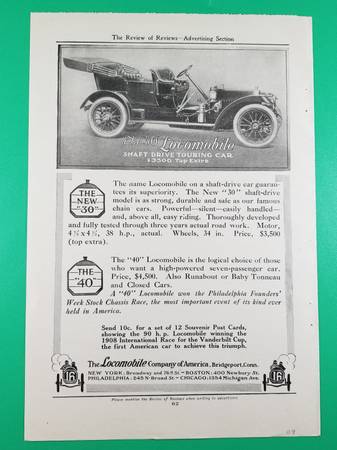 The Review of Reviews—Advertising Section
The New "30" Locomobile
SHAFT DRIVE TOURING CAR
$3500 Top Extra
THE
NEW
"30"
The name Locomobile on a shaft-drive car guaran-
tees its superiority. The New "30" shaft-drive
model is as strong, durable and safe as our famous
chain cars. Powerful—silent—easily handled—
and, above all, easy riding. Thoroughly developed
and fully tested through three years actual road work. Motor,
4¼ x 4½, 38 h.p., actual. Wheels, 34 in. Price, $3,500
(top extra).
THE
"40"
The "40" Locomobile is the logical choice of those
who want a high-powered seven-passenger car.
Price, $4,500. Also Runabout or Baby Tonneau
and Closed Cars.
A "40" Locomobile won the Philadelphia Founders'
Week Stock Chassis Race, the most important event of its kind ever
held in America.
Send 10c. for a set of 12 Souvenir Post Cards,
showing the 90 h.p. Locomobile winning the
1908 International Race for the Vanderbilt Cup,
the first American car to achieve this triumph.
The Locomobile Company of America, Bridgeport, Conn.
NEW YORK, Broadway and 76th St.—BOSTON: 400 Newbury St.
PHILADELPHIA: 245 N. Broad St.—CHICAGO: 1354 Michigan Ave.
16
16
Please mention the Review of Reviews when writing to advertisers
62